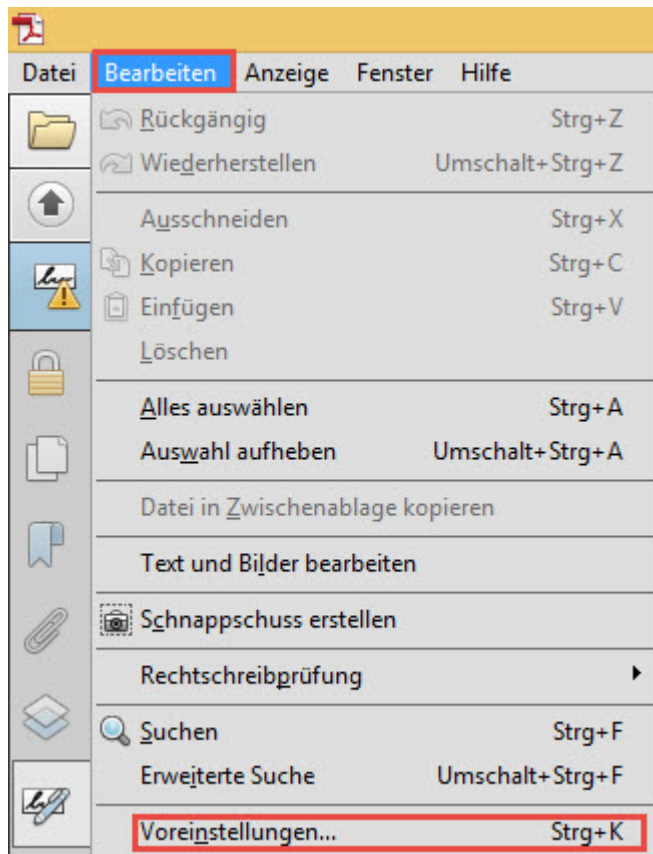 Datei Bearbeiten Anzeige Fenster Hilfe
Rückgängig Strg+Z
Wiederherstellen Umschalt+Strg+Z
Ausschneiden Strg+X
Kopieren Strg+C
Einfügen Strg+V
Löschen
Alles auswählen Strg+A
Auswahl aufheben Umschalt+Strg+A
Datei in Zwischenablage kopieren
Text und Bilder bearbeiten
Schnappschuss erstellen
Rechtschreibprüfung
Suchen Strg+F
Erweiterte Suche Umschalt+Strg+F
Voreinstellungen... Strg+K